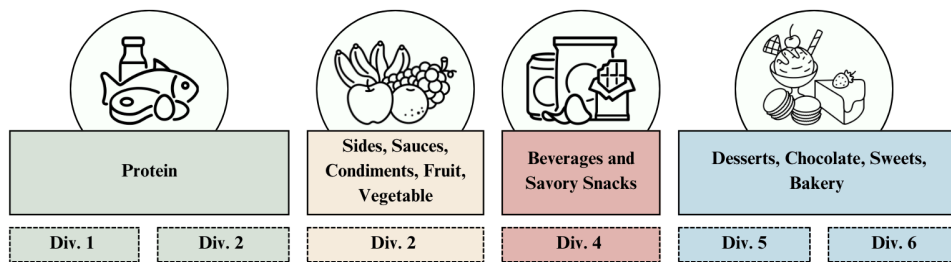 Protein
Sides, Sauces,
Condiments, Fruit,
Vegetable
Beverages and
Savory Snacks
Desserts, Chocolate, Sweets,
Bakery
Div. 1
Div. 2
Div. 2
Div. 4
Div. 5
Div. 6